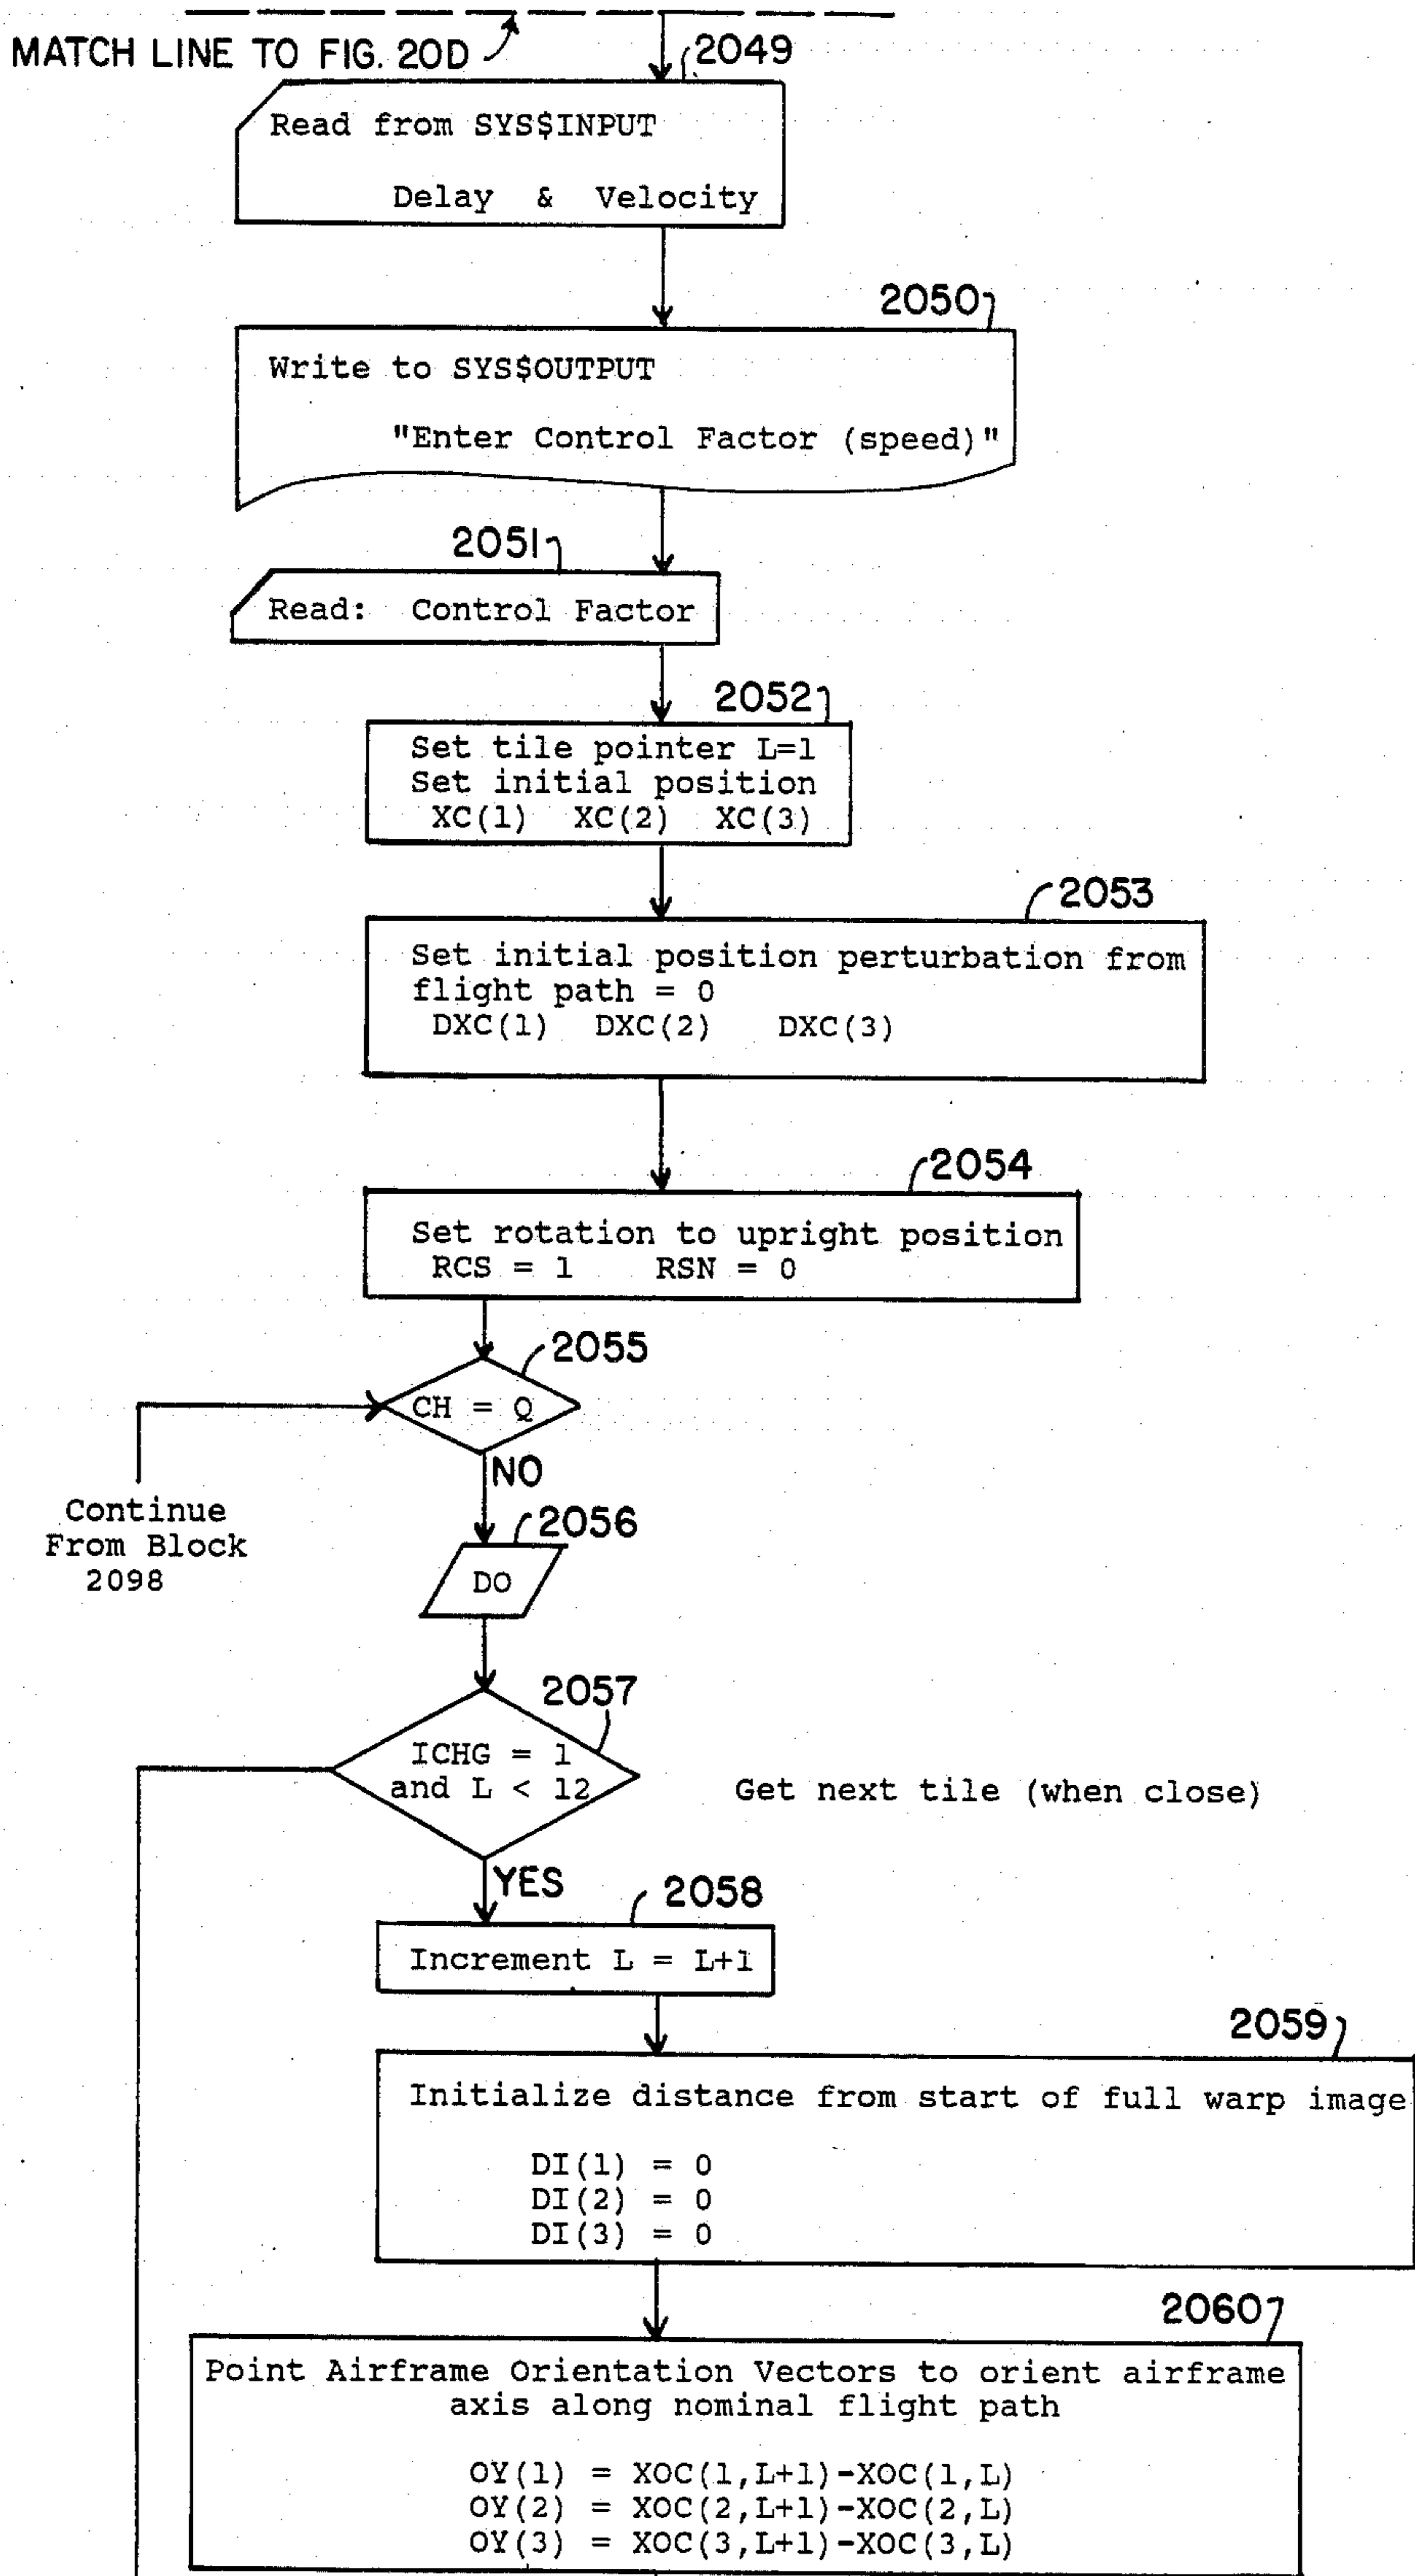 MATCH LINE TO FIG. 20D
2049
Read from SYS$INPUT
Delay & Velocity
2050
Write to SYS$OUTPUT
"Enter Control Factor (speed)"
2051
Read: Control Factor
2052
Set tile pointer L=1
Set initial position
XC(1) XC(2) XC(3)
2053
Set initial position perturbation from
flight path = 0
DXC(1) DXC(2) DXC(3)
2054
Set rotation to upright position
RCS = 1 RSN = 0
2055
CH = Q
NO
Continue
From Block
2098
2056
DO
2057
ICHG = 1
and L < 12
Get next tile (when close)
YES
2058
Increment L = L+1
2059
Initialize distance from start of full warp image
DI(1) = 0
DI(2) = 0
DI(3) = 0
2060
Point Airframe Orientation Vectors to orient airframe
axis along nominal flight path
OY(1) = XOC(1,L+1)-XOC(1,L)
OY(2) = XOC(2,L+1)-XOC(2,L)
OY(3) = XOC(3,L+1)-XOC(3,L)